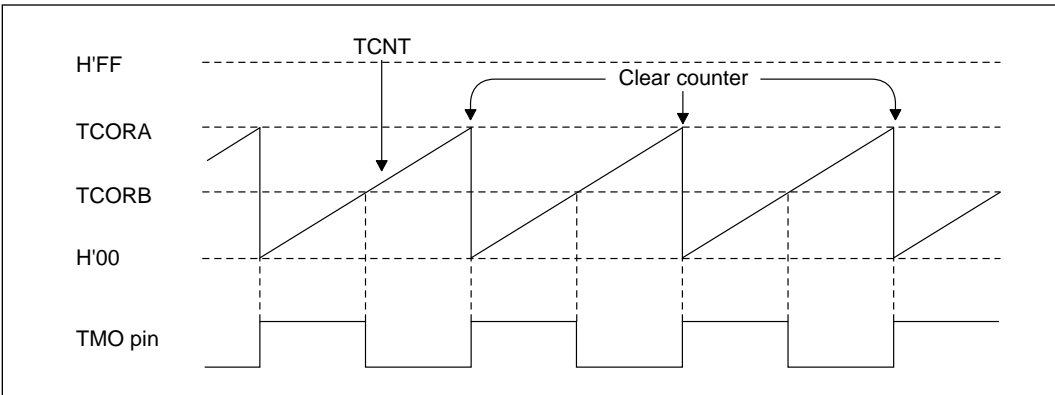 TCNT
H'FF
Clear counter
TCORA
TCORB
H'00
TMO pin